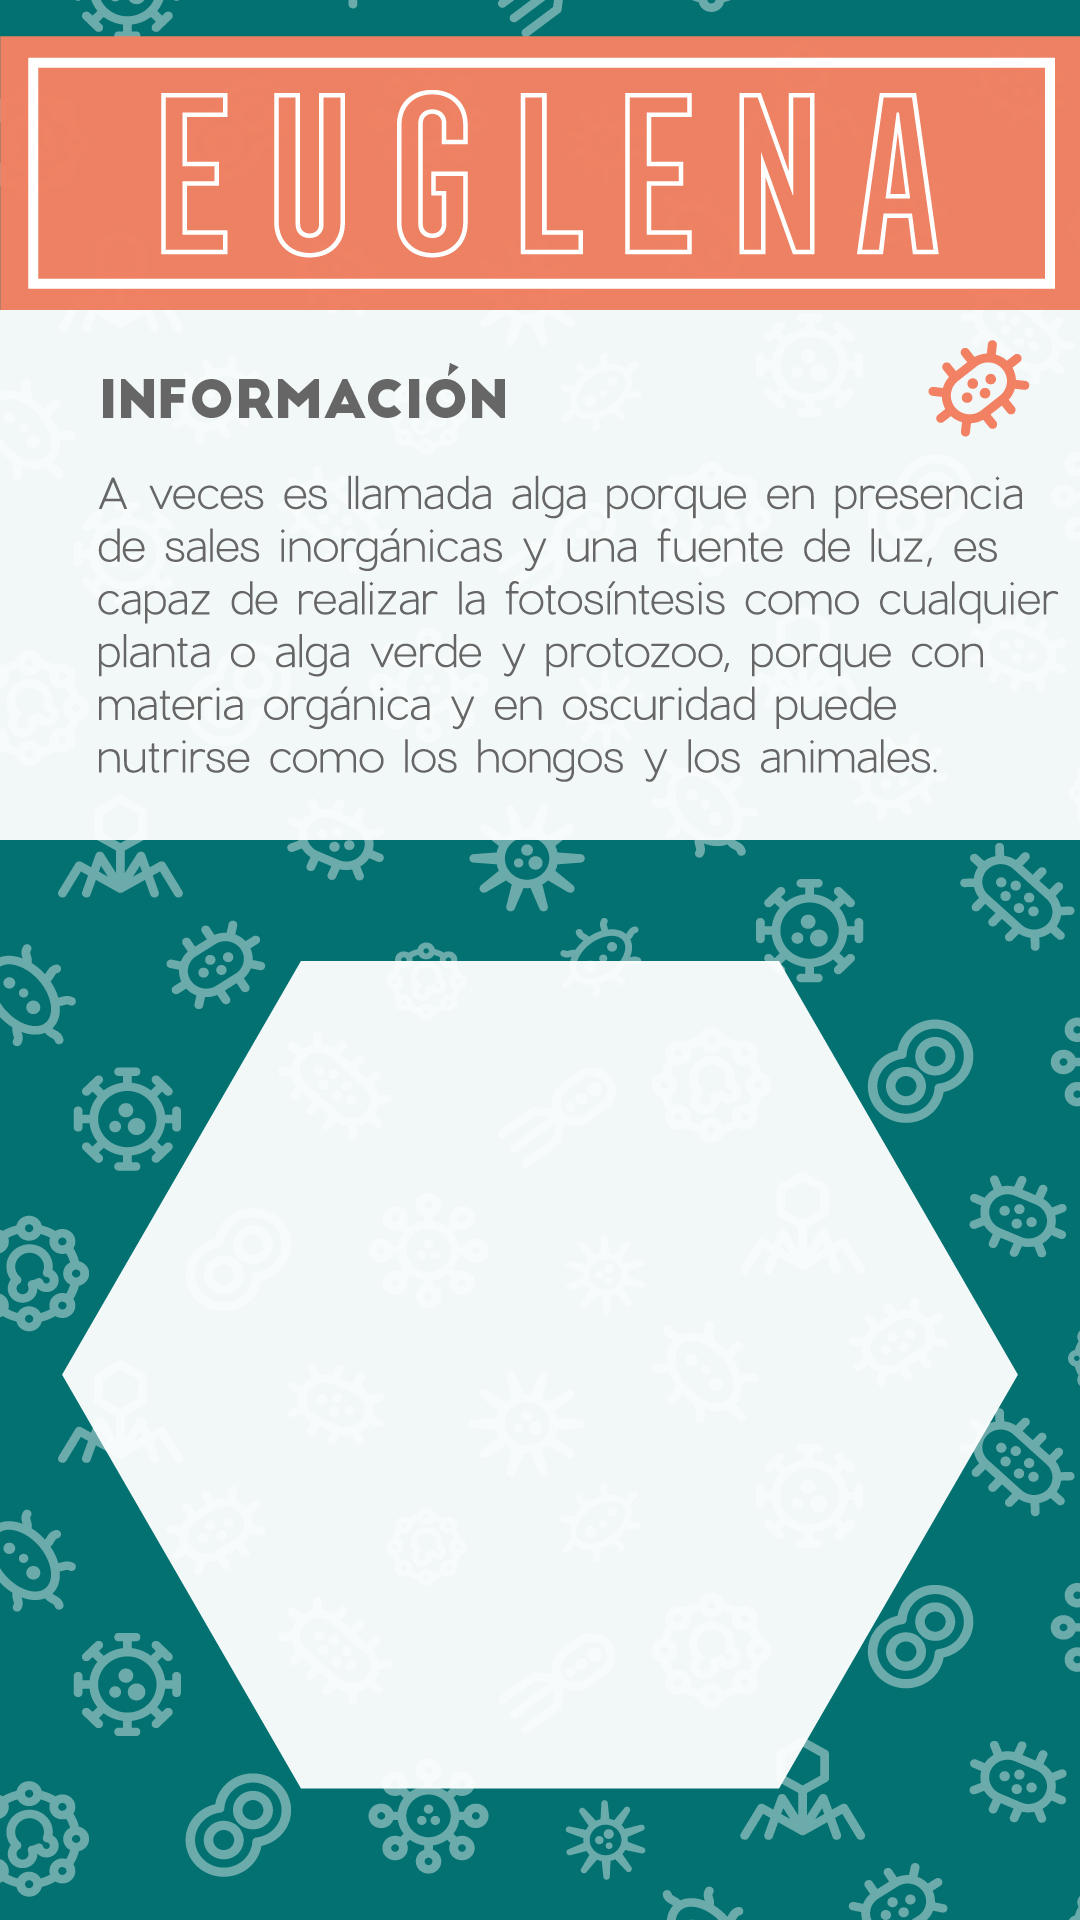 EUGLENA
INFORMACIÓN
A veces es llamada alga porque en presencia
de sales inorgánicas y una fuente de luz, es
capaz de realizar la fotosíntesis como cualquier
planta o alga verde y protozoo, porque con
materia orgánica y en oscuridad puede
nutrirse como los hongos y los animales.